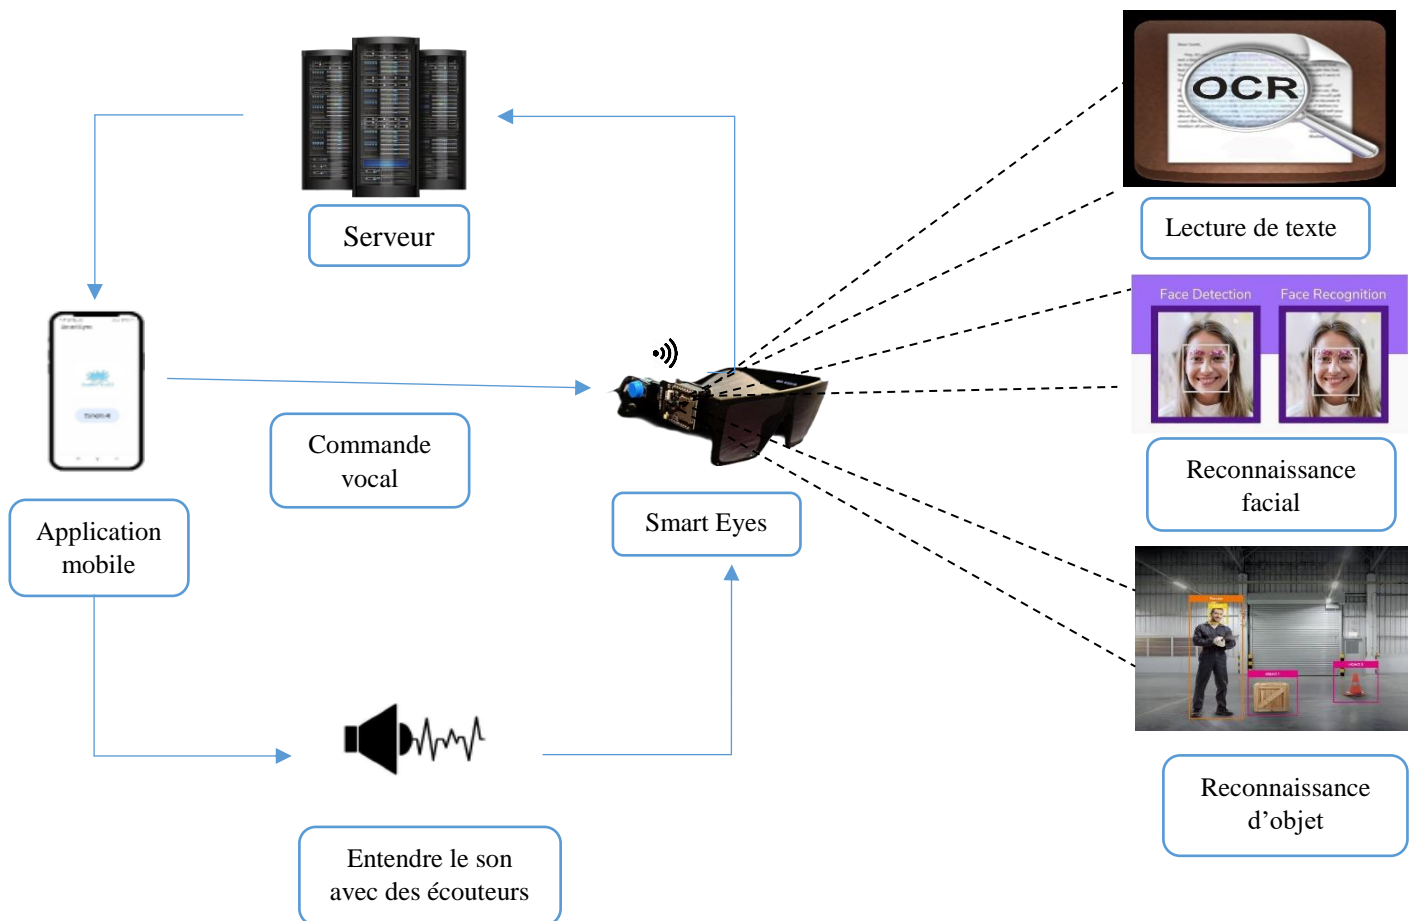 OCR
Serveur
Lecture de texte
Face Detection
Face Recognition
Commande
vocal
Reconnaissance
facial
Smart Eyes
Application
mobile
Reconnaissance
d’objet
Entendre le son
avec des écouteurs